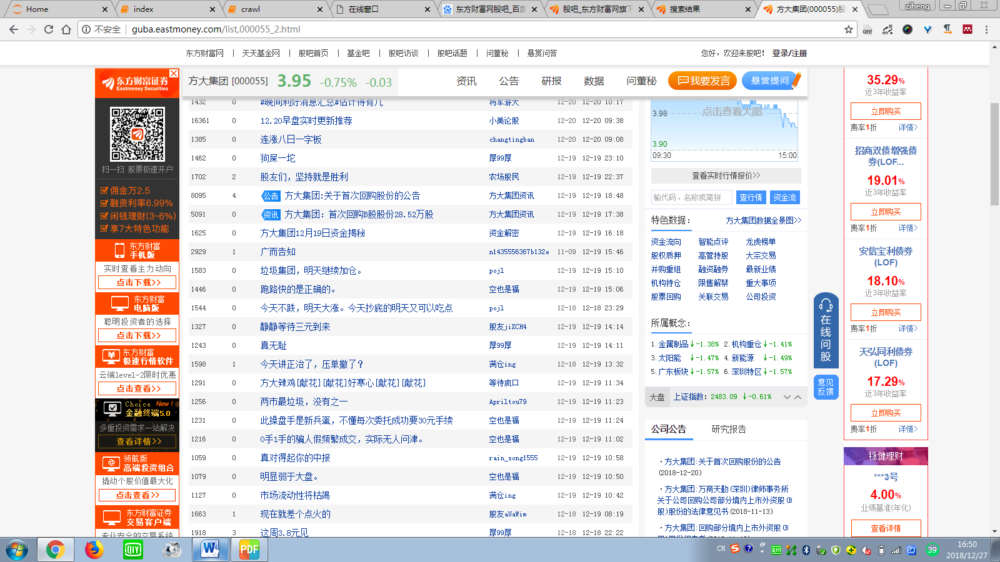 Home
index
crawl
在线窗口
东方财富网股吧_百度
股吧_东方财富网旗下
搜索结果
方大集团(000055)股
ziheng
不安全 guba.eastmoney.com/list,000055_2.html
东方财富网 | 天天基金网 | 股吧首页 | 基金吧 | 股吧访谈 | 股吧话题 | 问董秘 | 悬赏问答
您好，欢迎来股吧！ 登录/注册
方大集团 [000055] 3.95 -0.75% -0.03
资讯 公告 研报 数据 问董秘 我要发言 悬赏提问
东方财富证券
Eastmoney Securities
扫一扫 股票极速开户
佣金万2.5
融资利率6.99%
闲钱理财(3~6%)
享7大特色功能
东方财富
手机版
实时查看主力动向
点击下载>>
东方财富
电脑版
聪明投资者的选择
点击下载>>
东方财富
极速行情软件
云端level-2限时优惠
点击查看>>
Choice New !
金融终端5.0
多重投资需求一站解决
查看详情>>
领航版
高端投资组合
撬动个股价值最大化
点击查看>>
东方财富证券
交易客户端
专业安全的交易系统
1432 0 #晚间利好消息汇总#估计得有几 将军游天 12-20 12-20 10:17
16361 0 12.20早盘实时更新推荐 小美论股 12-20 12-20 09:38
1385 0 连涨八日一字板 changtingban 12-20 12-20 09:08
1462 0 狗屎一坨 厚99厚 12-19 12-19 23:10
1702 2 股友们，坚持就是胜利 农场股民 12-19 12-19 22:37
8095 4 公告 方大集团:关于首次回购股份的公告 方大集团资讯 12-19 12-19 18:48
5091 0 资讯 方大集团：首次回购B股股份28.52万股 方大集团资讯 12-19 12-19 17:38
1625 0 方大集团12月19日资金揭秘 资金解密 12-19 12-19 16:18
2929 1 广而告知 n1435556367b132e 11-09 12-19 15:46
1583 0 垃圾集团，明天继续加仓。 pojl 12-19 12-19 15:10
1446 0 跑路快的是正确的。 空也是福 12-19 12-19 15:06
1544 0 今天不跌，明天大涨。今天抄底的明天又可以吃点 pojl 12-18 12-18 23:29
1327 0 静静等待三元到来 股友jiXCH4 12-19 12-19 14:14
1243 0 真无耻 厚99厚 12-19 12-19 14:11
1598 1 今天讲正治了，压单撤了？ 满仓ing 12-18 12-19 13:32
1291 0 方大辣鸡[献花][献花]好寒心[献花][献花] 等待疯口 12-19 12-19 11:34
1256 0 两市最垃圾，没有之一 Apriltou79 12-19 12-19 11:23
1231 0 此操盘手是新兵蛋，不懂每次委托成功要30元手续 空也是福 12-19 12-19 11:24
1216 0 0手1手的骗人假频繁成交，实际无人问津。 空也是福 12-19 12-19 11:02
1059 0 真对得起你的中报 rain_song1555 12-19 12-19 10:58
1079 0 明显弱于大盘。 空也是福 12-19 12-19 10:50
1127 0 市场流动性将枯竭 满仓ing 12-19 12-19 10:42
1663 1 现在就差个点火的 股友aUaWim 12-18 12-19 08:19
1918 3 这周3.8元见 厚99厚 12-18 12-18 22:22
3.98
点击查看大图
3.90
09:30 15:00
查看实时行情报价>>
输代码、名称或简拼 查行情 资金流
特色数据： 方大集团数据全景图>>
资金流向 智能点评 龙虎榜单
股权质押 高管持股 大宗交易
并购重组 融资融券 最新业绩
机构持仓 限售解禁 重大事项
股票回购 关联交易 公司投资
所属概念：
1. 金属制品↓-1.38% 2. 机构重仓↓-1.41%
3. 太阳能 ↓-1.47% 4. 新能源 ↓-1.49%
5. 广东板块↓-1.57% 6. 深圳特区↓-1.57%
大盘 上证指数：2483.09 ↓-0.61%
公司公告 研究报告
·方大集团:关于首次回购股份的公告
(2018-12-20)
·方大集团:万商天勤(深圳)律师事务所
关于公司回购公司部分境内上市外资股(B
股)股份的法律意见书(2018-11-13)
·方大集团:回购部分境内上市外资股(B
在线问股
意见
反馈
35.29%
近3年收益率
立即购买
费率1折 详情>
招商双债增强债
券(LOF...
19.01%
近3年收益率
立即购买
费率1折 详情>
安信宝利债券
(LOF)
18.10%
近3年收益率
立即购买
费率1折 详情>
天弘同利债券
(LOF)
17.29%
近3年收益率
立即购买
费率1折 详情>
稳健理财
***3号
4.00%
业绩基准(年化)
查看详情
QIY
W
PDF
CH
39
16:50
2018/12/27